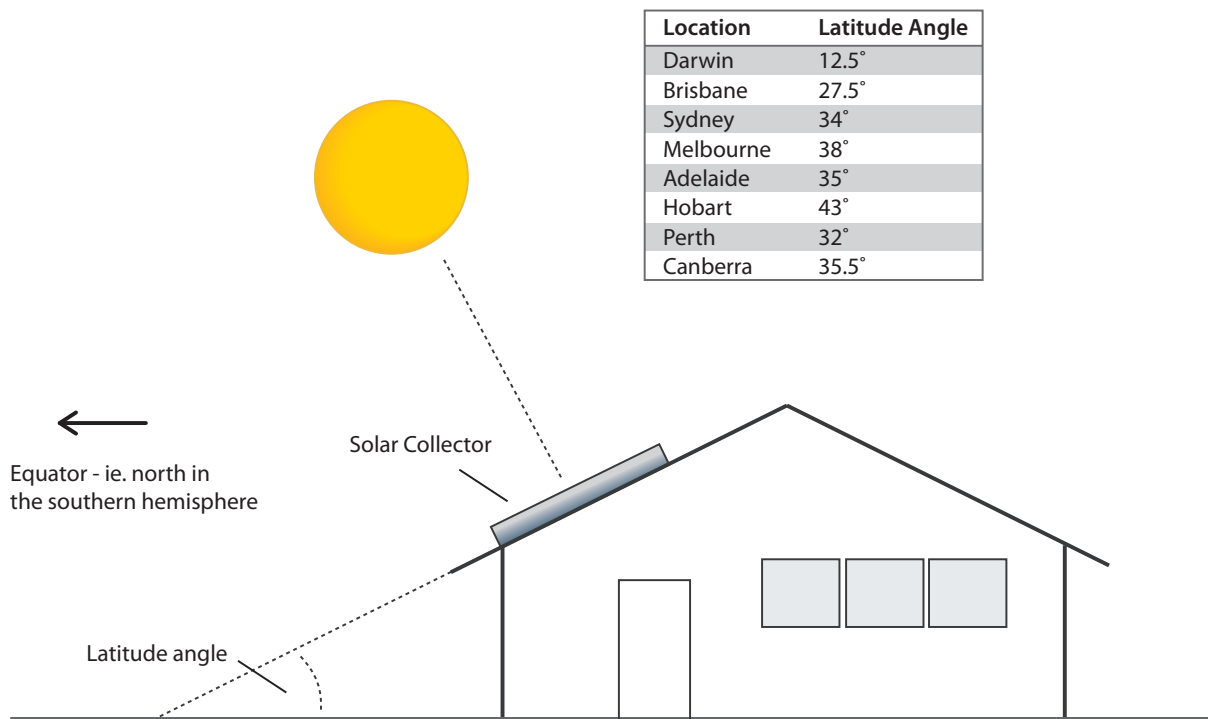 Location Latitude Angle
Darwin 12.5˚
Brisbane 27.5˚
Sydney 34˚
Melbourne 38˚
Adelaide 35˚
Hobart 43˚
Perth 32˚
Canberra 35.5˚
Solar Collector
Equator - ie. north in
the southern hemisphere
Latitude angle